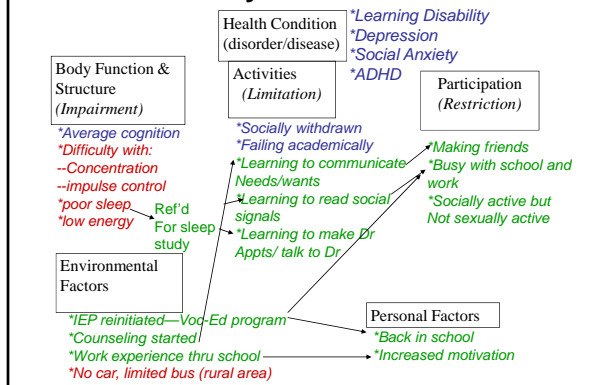 Health Condition
(disorder/disease)
*Learning Disability
*Depression
*Social Anxiety
*ADHD
Body Function &
Structure
(Impairment)
*Average cognition
*Difficulty with:
--Concentration
--impulse control
*poor sleep
*low energy
Ref'd
For sleep
study
Activities
(Limitation)
*Socially withdrawn
*Failing academically
*Learning to communicate
Needs/wants
*Learning to read social
signals
*Learning to make Dr
Appts/ talk to Dr
Participation
(Restriction)
*Making friends
*Busy with school and
work
*Socially active but
Not sexually active
Environmental
Factors
*IEP reinitiated—Voc-Ed program
*Counseling started
*Work experience thru school
*No car, limited bus (rural area)
Personal Factors
*Back in school
*Increased motivation